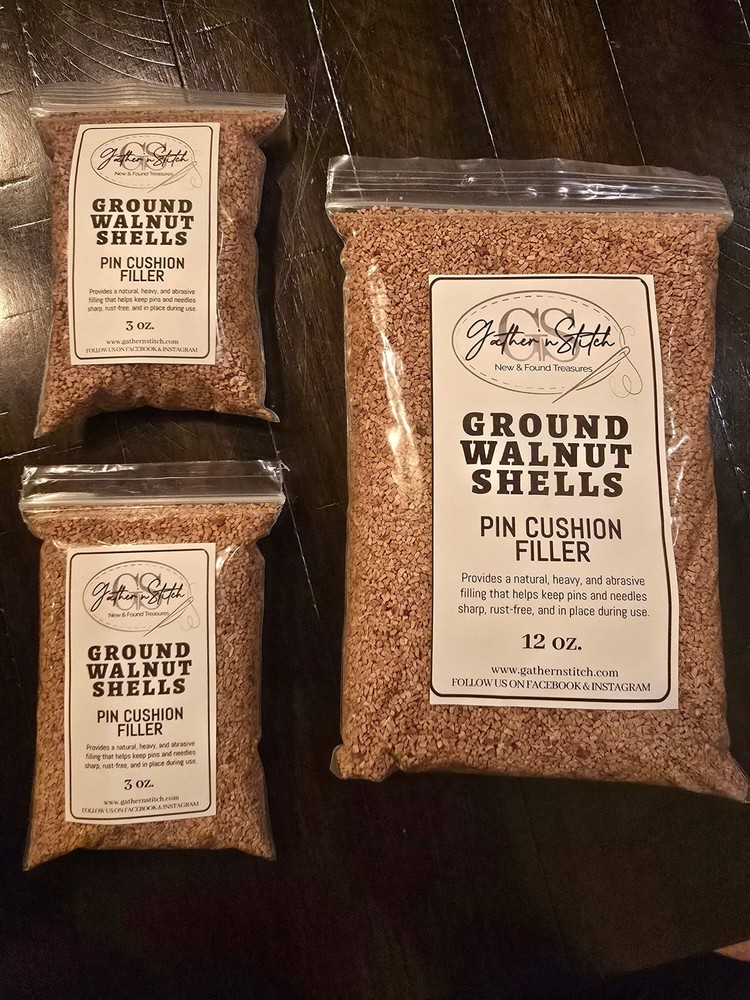 GS
Gather'nStitch
New & Found Treasures
GROUND
WALNUT
SHELLS
PIN CUSHION
FILLER
Provides a natural, heavy, and abrasive
filling that helps keep pins and needles
sharp, rust-free, and in place during use.
3 oz.
www.gathernstitch.com
FOLLOW US ON FACEBOOK & INSTAGRAM
GS
Gather'nStitch
New & Found Treasures
GROUND
WALNUT
SHELLS
PIN CUSHION
FILLER
Provides a natural, heavy, and abrasive
filling that helps keep pins and needles
sharp, rust-free, and in place during use.
3 oz.
www.gathernstitch.com
FOLLOW US ON FACEBOOK & INSTAGRAM
GS
Gather'nStitch
New & Found Treasures
GROUND
WALNUT
SHELLS
PIN CUSHION
FILLER
Provides a natural, heavy, and abrasive
filling that helps keep pins and needles
sharp, rust-free, and in place during use.
12 oz.
www.gathernstitch.com
FOLLOW US ON FACEBOOK & INSTAGRAM